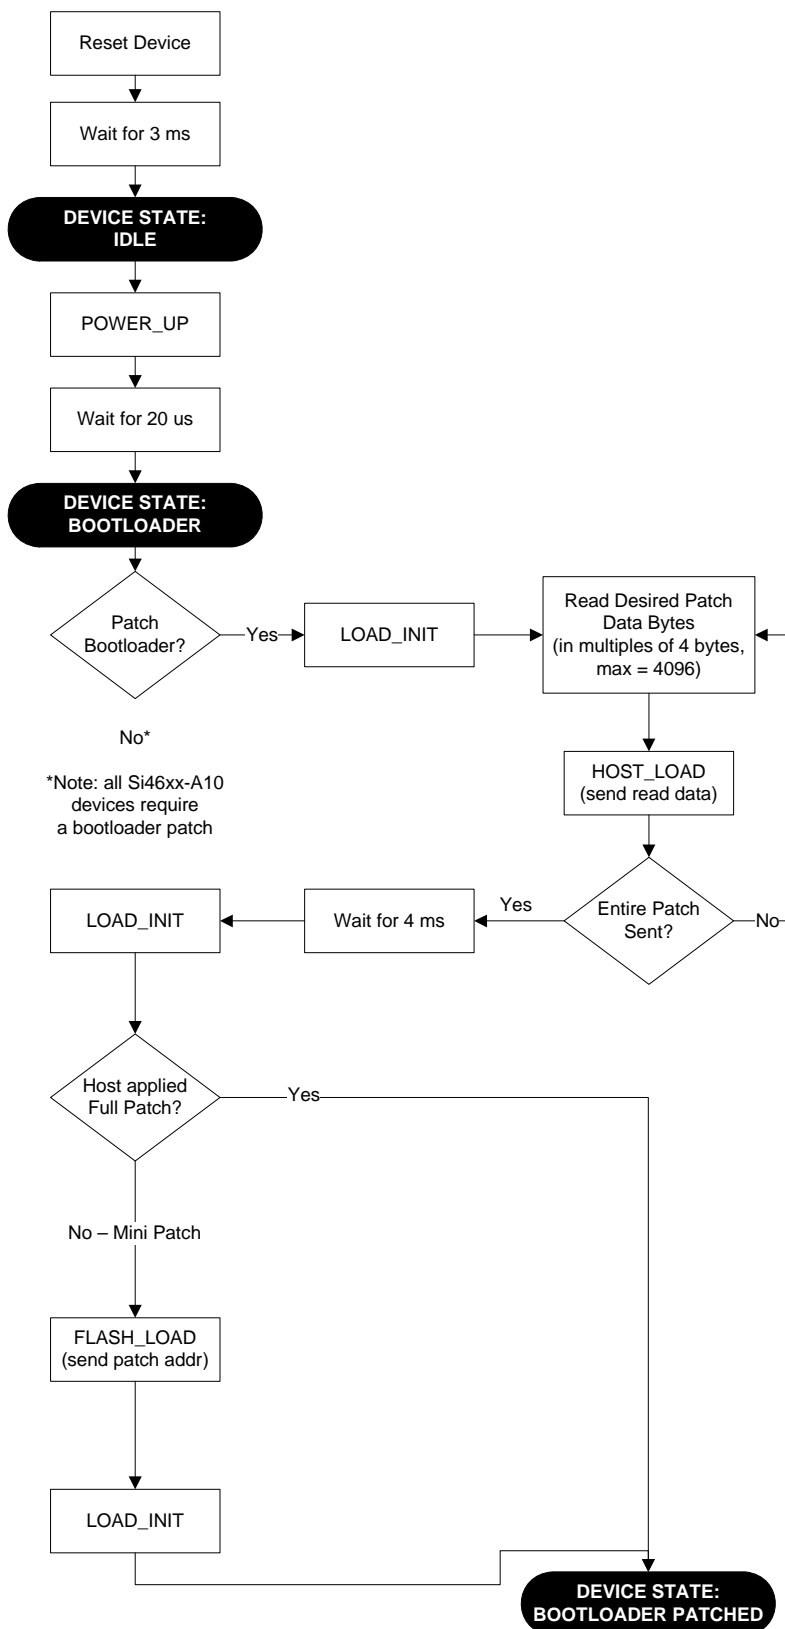 Reset Device
Wait for 3 ms
DEVICE STATE:
IDLE
POWER_UP
Wait for 20 us
DEVICE STATE:
BOOTLOADER
Patch
Bootloader?
Yes
LOAD_INIT
Read Desired Patch
Data Bytes
(in multiples of 4 bytes,
max = 4096)
No*
*Note: all Si46xx-A10
devices require
a bootloader patch
HOST_LOAD
(send read data)
Entire Patch
Sent?
No
Yes
Wait for 4 ms
LOAD_INIT
Host applied
Full Patch?
Yes
No – Mini Patch
FLASH_LOAD
(send patch addr)
LOAD_INIT
DEVICE STATE:
BOOTLOADER PATCHED